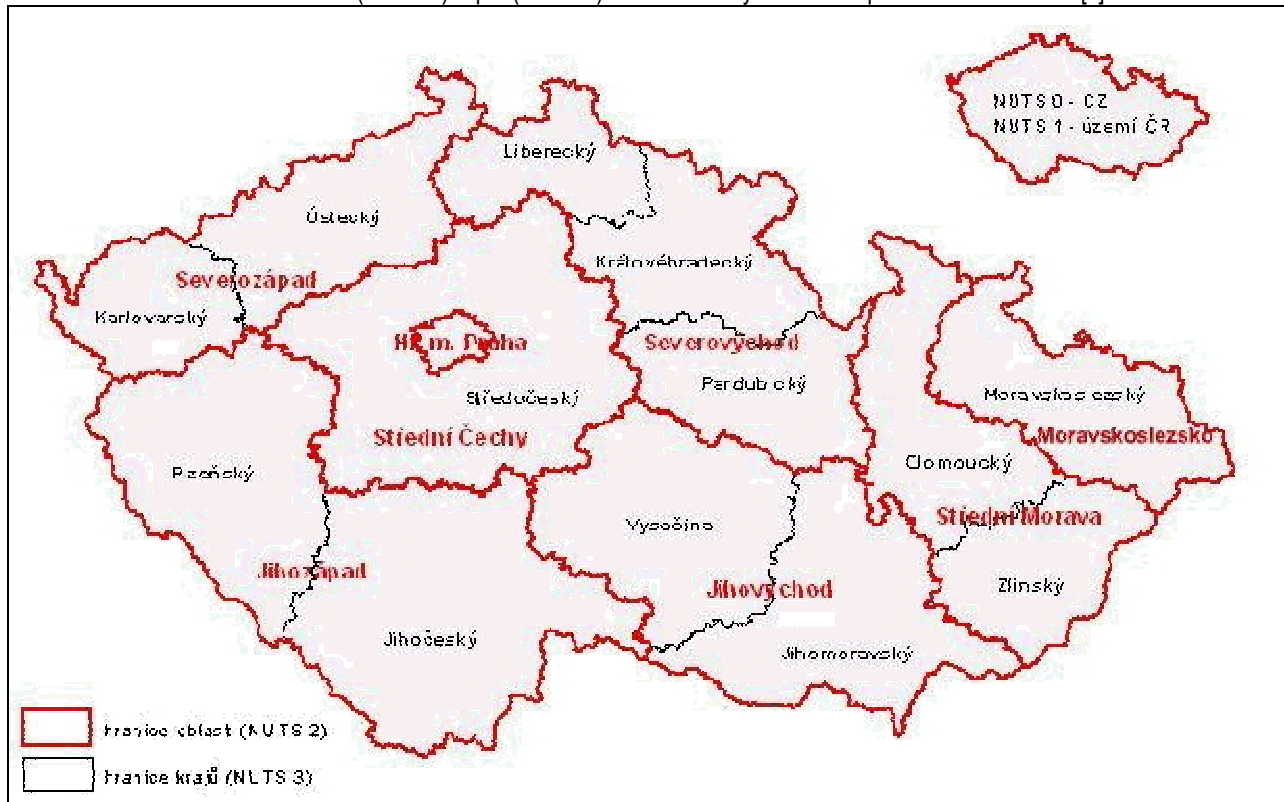 NUTS 0 - CZ
NUTS 1 - území ČR
Liberecký
Ústecký
Královéhradecký
Severozápad
Karlovarský
Hl. m. Praha
Severovýchod
Pardubický
Středočeský
Moravskoslezský
Střední Čechy
Moravskoslezsko
Plzeňský
Olomoucký
Vysočina
Střední Morava
Jihozápad
Jihovýchod
Zlínský
Jihočeský
Jihomoravský
hranice oblast (NUTS 2)
hranice krajů (NUTS 3)